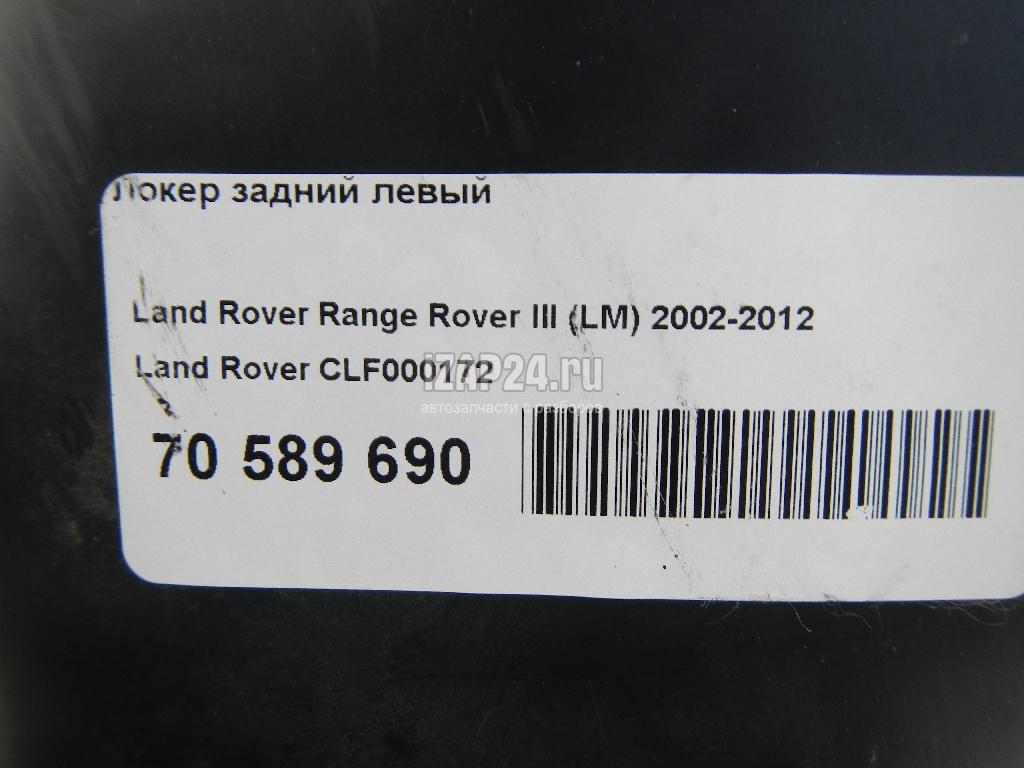 Локер задний левый
Land Rover Range Rover III (LM) 2002-2012
Land Rover CLF000172
iZAP24.ru
автозапчасти с разборов
70 589 690